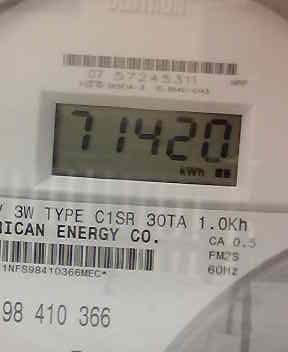 07 57245311
71420
kWh
3W TYPE C1SR 30TA 1.0Kh
RICAN ENERGY CO.
CA 0.5
FM2S
60Hz
1NFS98410366MEC*
98 410 366